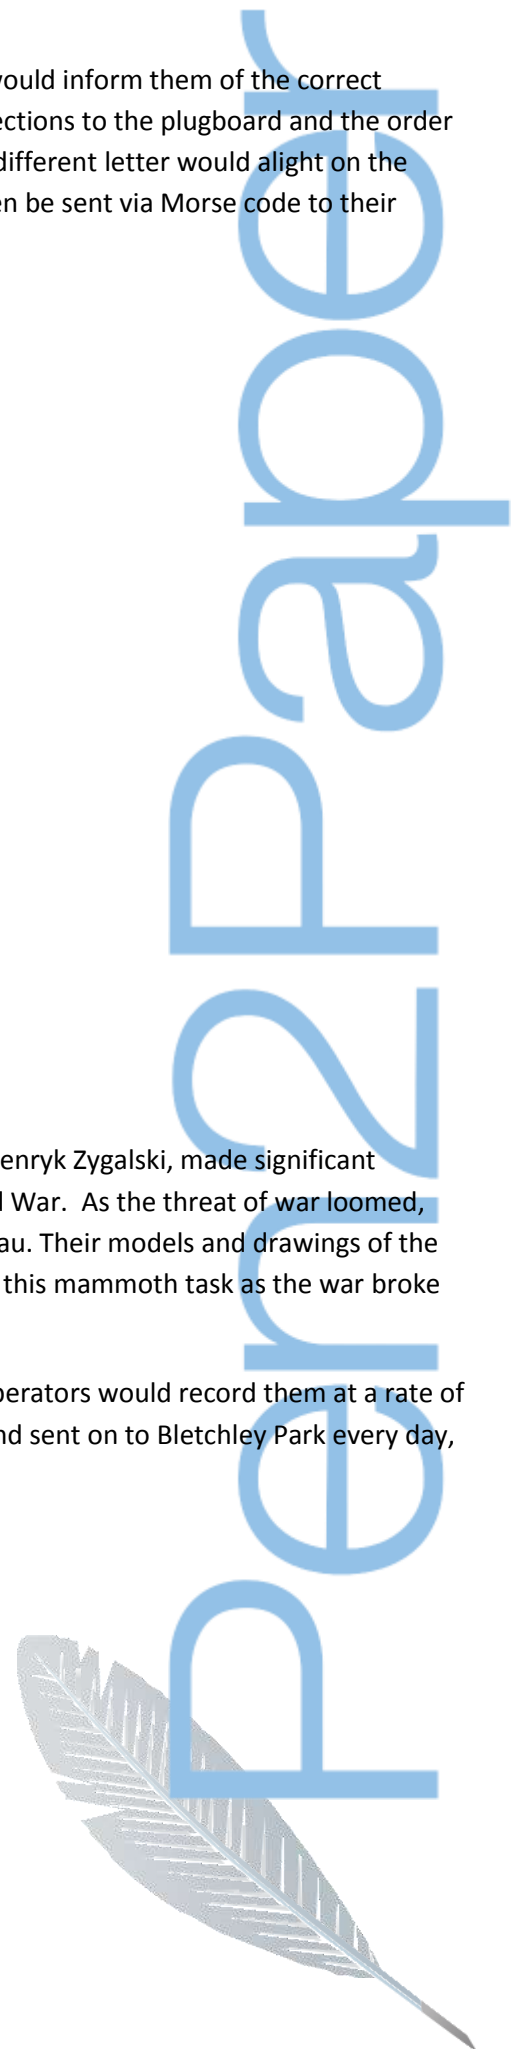 would inform them of the correct
ections to the plugboard and the order
different letter would alight on the
en be sent via Morse code to their
enryk Zygalski, made significant
d War.  As the threat of war loomed,
au. Their models and drawings of the
this mammoth task as the war broke
perators would record them at a rate of
nd sent on to Bletchley Park every day,
Pen2Paper